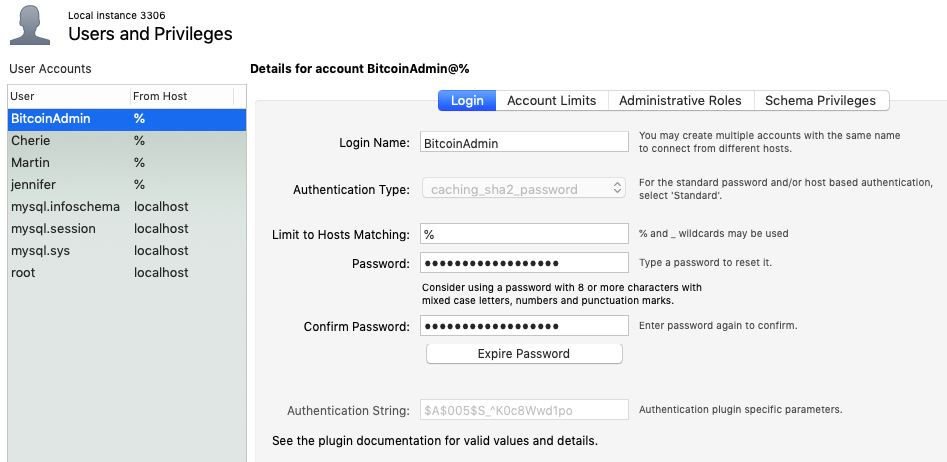 Local instance 3306
Users and Privileges
User Accounts
Details for account BitcoinAdmin@%
User From Host
BitcoinAdmin %
Cherie %
Martin %
jennifer %
mysql.infoschema localhost
mysql.session localhost
mysql.sys localhost
root localhost
Login Account Limits Administrative Roles Schema Privileges
Login Name: BitcoinAdmin You may create multiple accounts with the same name
to connect from different hosts.
Authentication Type: caching_sha2_password For the standard password and/or host based authentication,
select 'Standard'.
Limit to Hosts Matching: % % and _ wildcards may be used
Password: ●●●●●●●●●●●●●●●●●● Type a password to reset it.
Consider using a password with 8 or more characters with
mixed case letters, numbers and punctuation marks.
Confirm Password: ●●●●●●●●●●●●●●●●●● Enter password again to confirm.
Expire Password
Authentication String: $A$005$S_^K0c8Wwd1po Authentication plugin specific parameters.
See the plugin documentation for valid values and details.